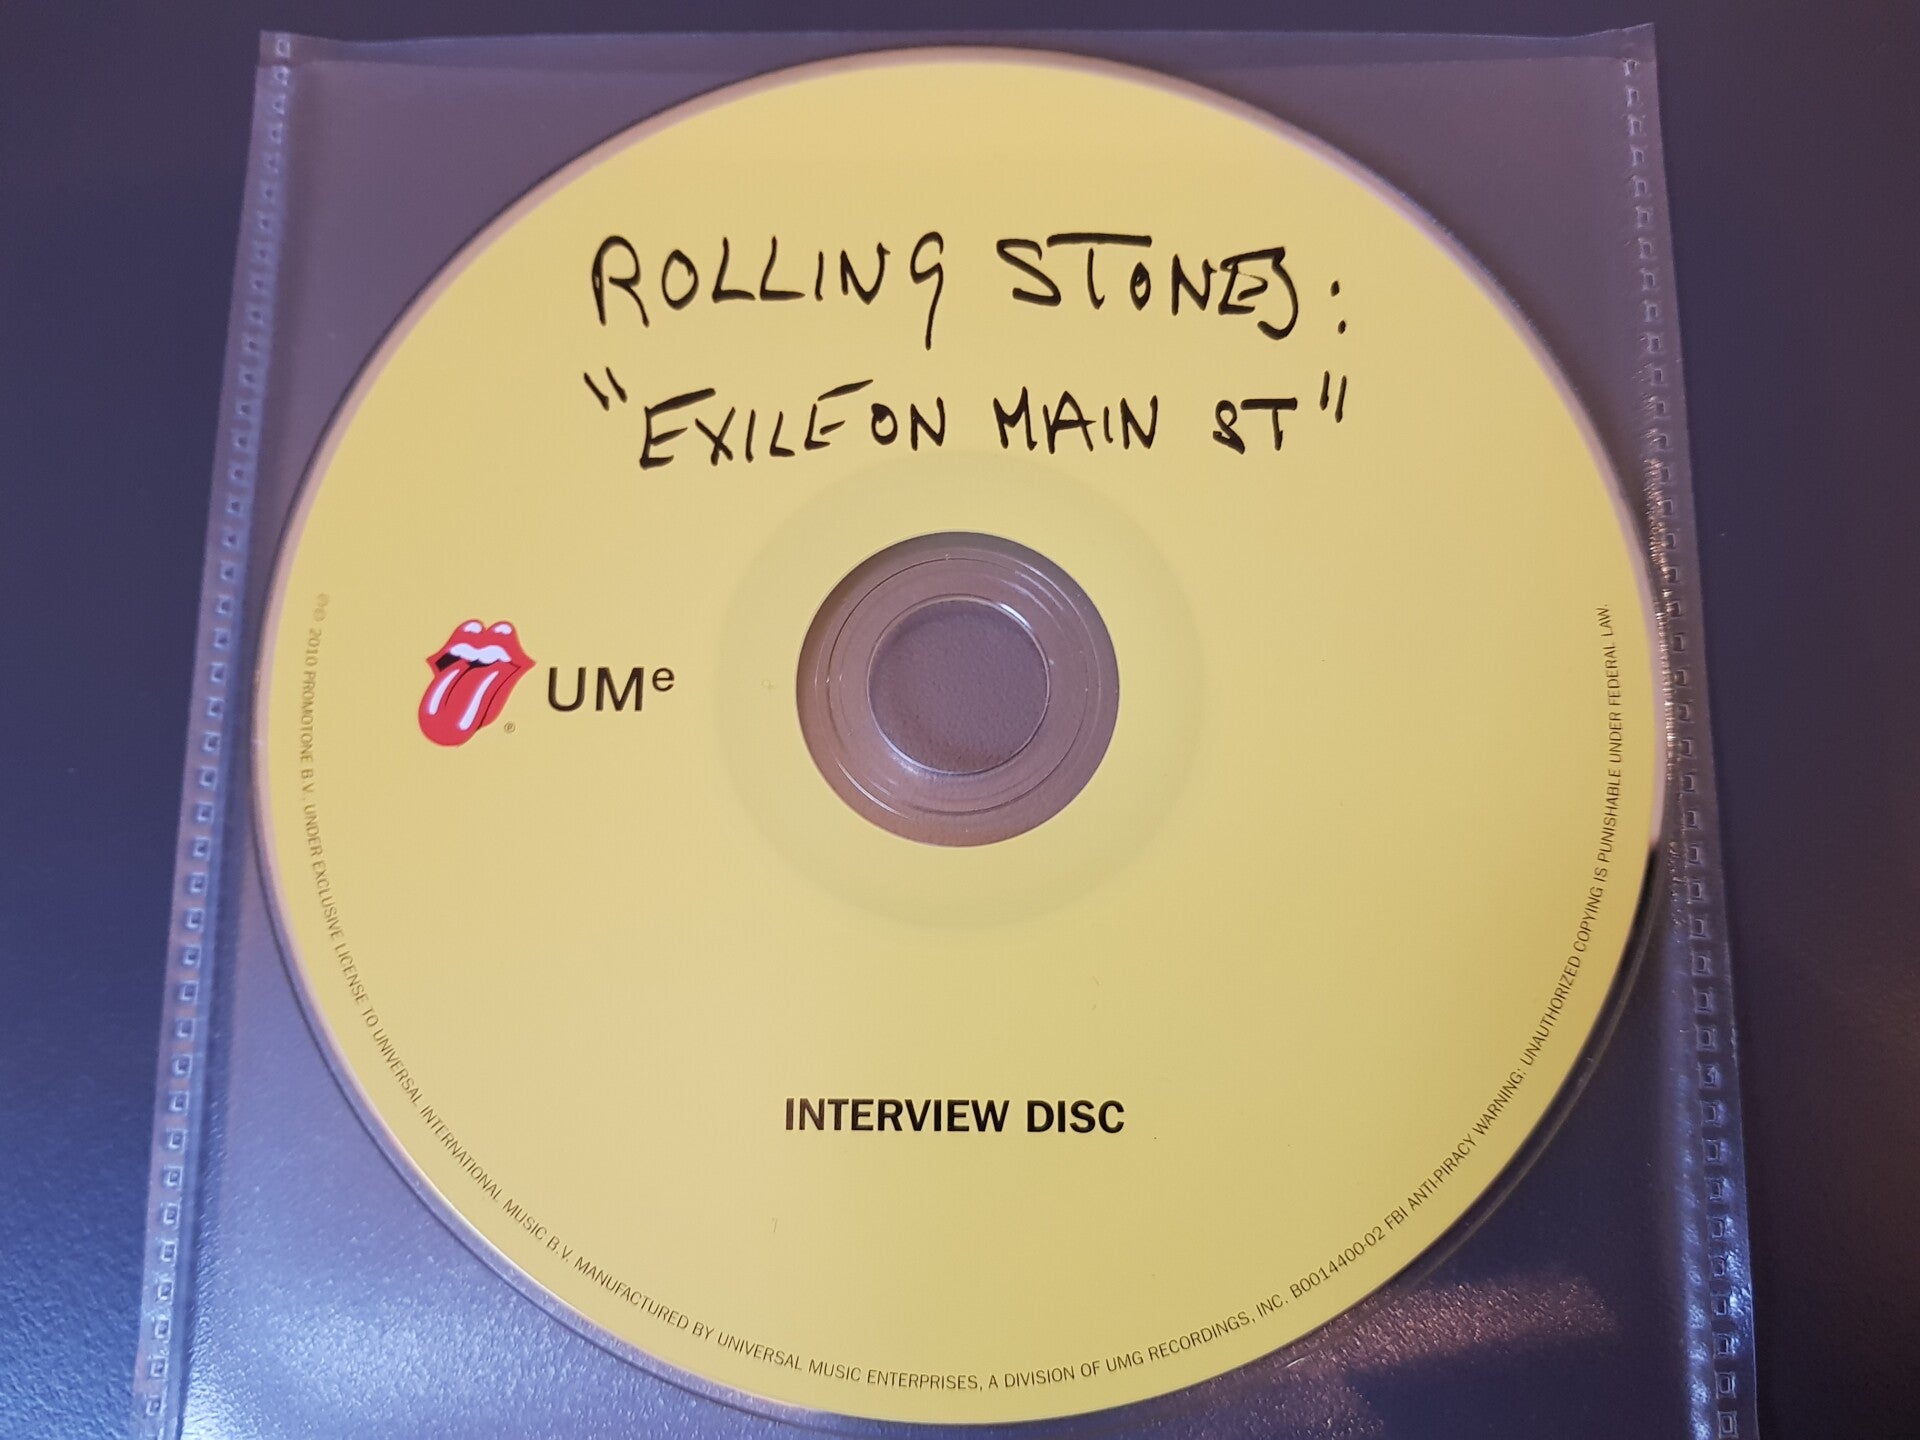 ROLLING STONES:
"EXILE ON MAIN ST"
UMe
®
INTERVIEW DISC
℗© 2010 PROMOTONE B.V. UNDER EXCLUSIVE LICENSE TO UNIVERSAL INTERNATIONAL MUSIC B.V. MANUFACTURED BY UNIVERSAL MUSIC ENTERPRISES, A DIVISION OF UMG RECORDINGS, INC. B0014400-02 FBI ANTI-PIRACY WARNING: UNAUTHORIZED COPYING IS PUNISHABLE UNDER FEDERAL LAW.